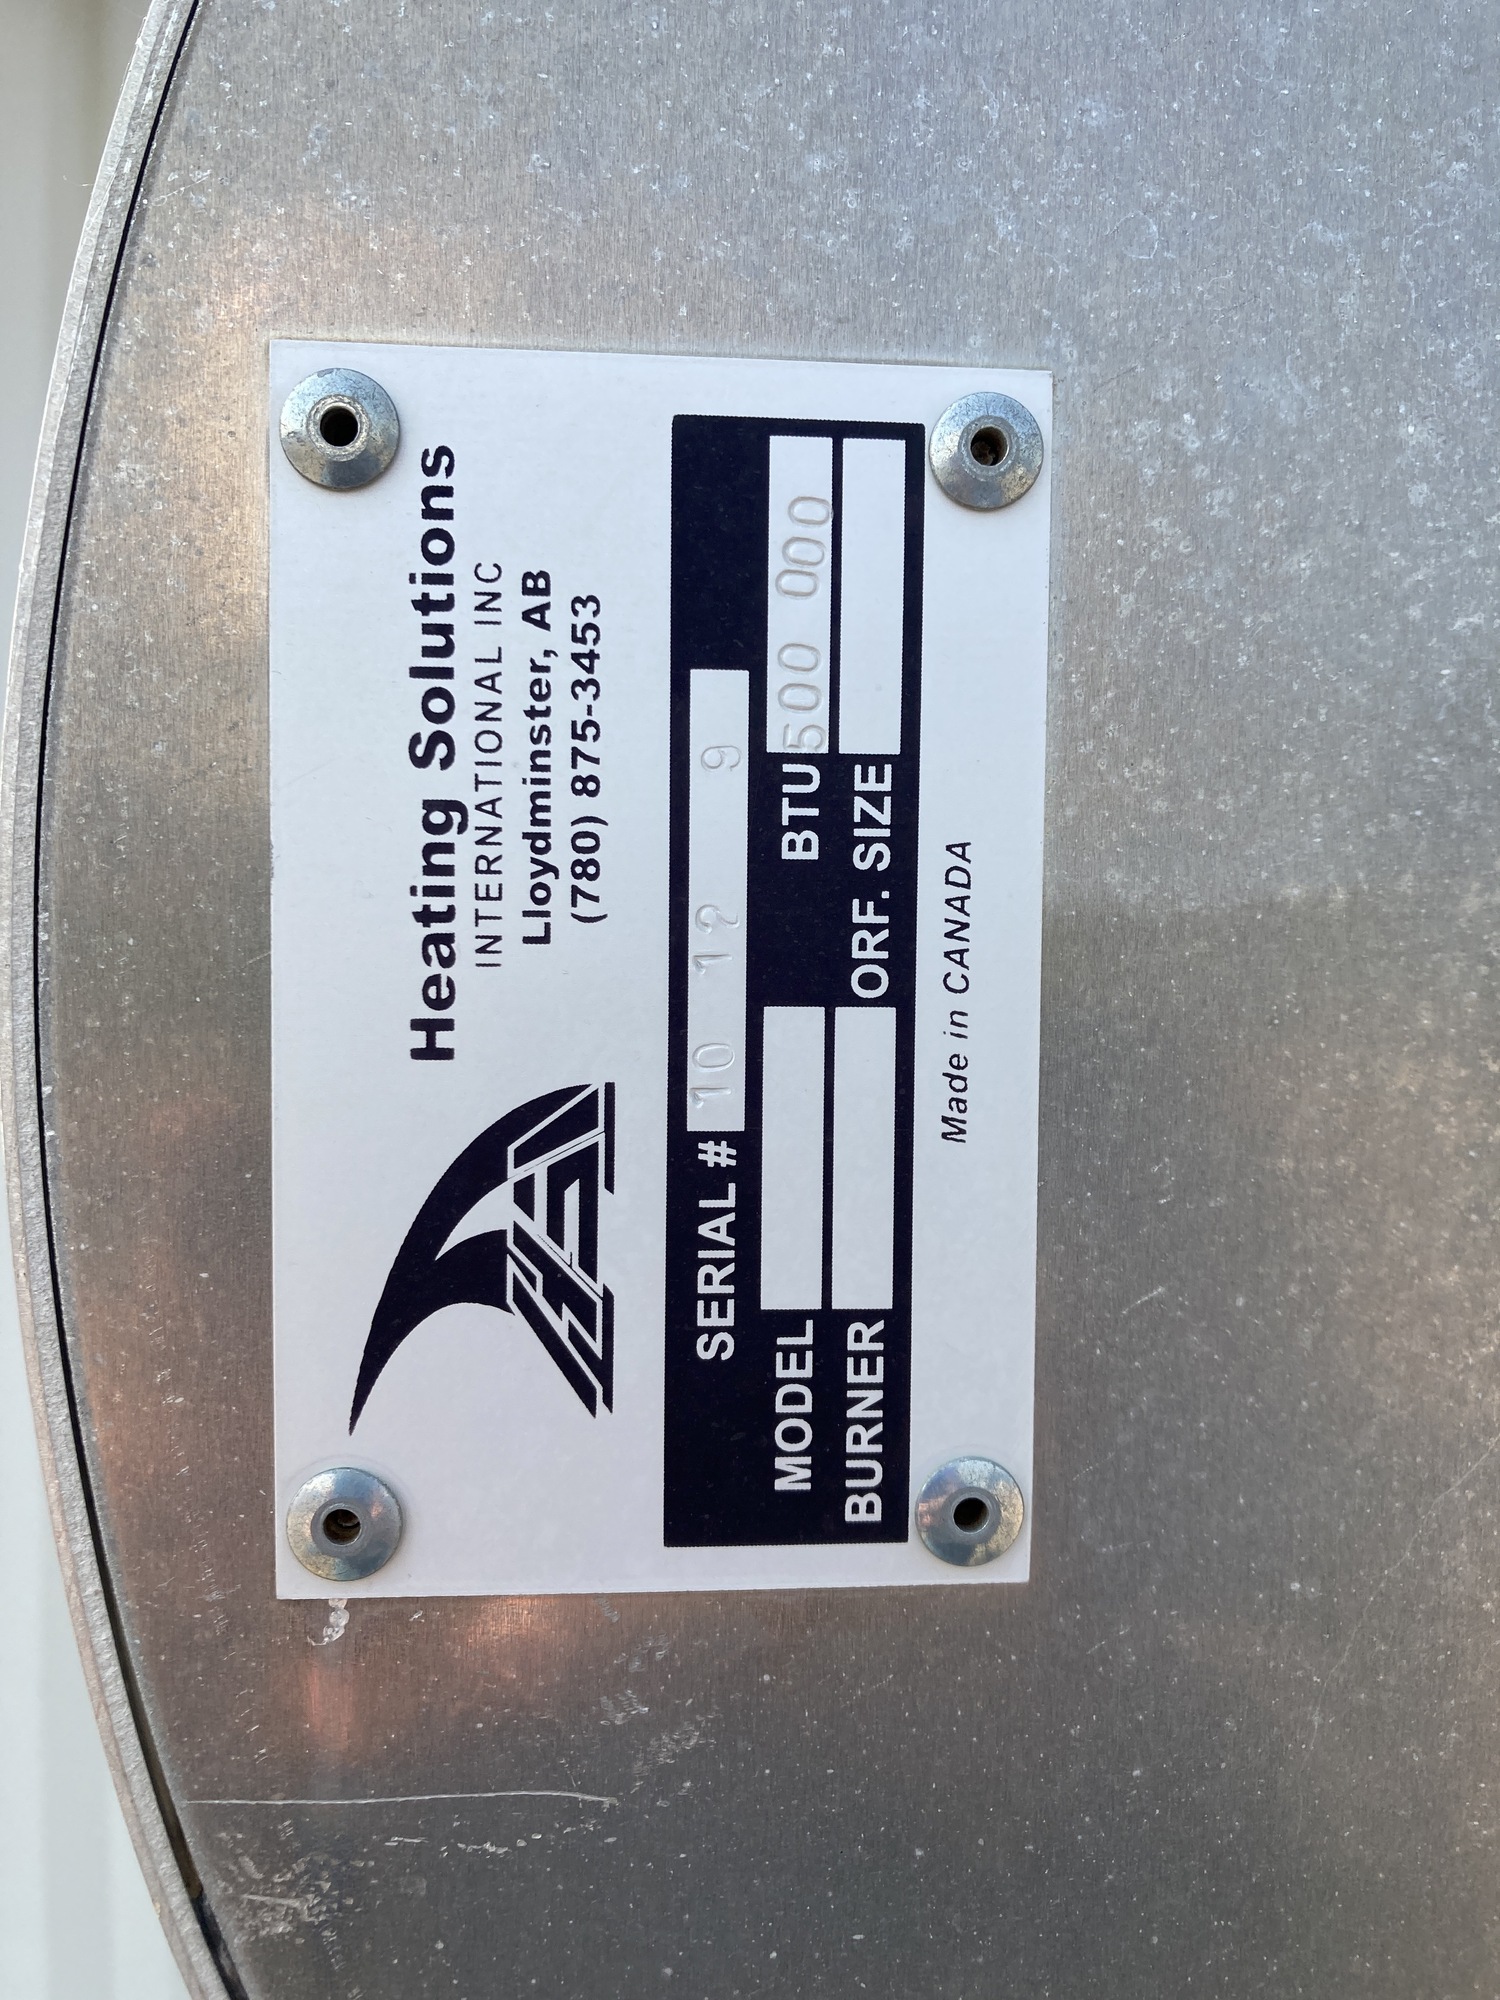 Heating Solutions
INTERNATIONAL INC
Lloydminster, AB
(780) 875-3453
SERIAL # 10 12 9
MODEL BTU 500 000
BURNER ORF. SIZE
Made in CANADA